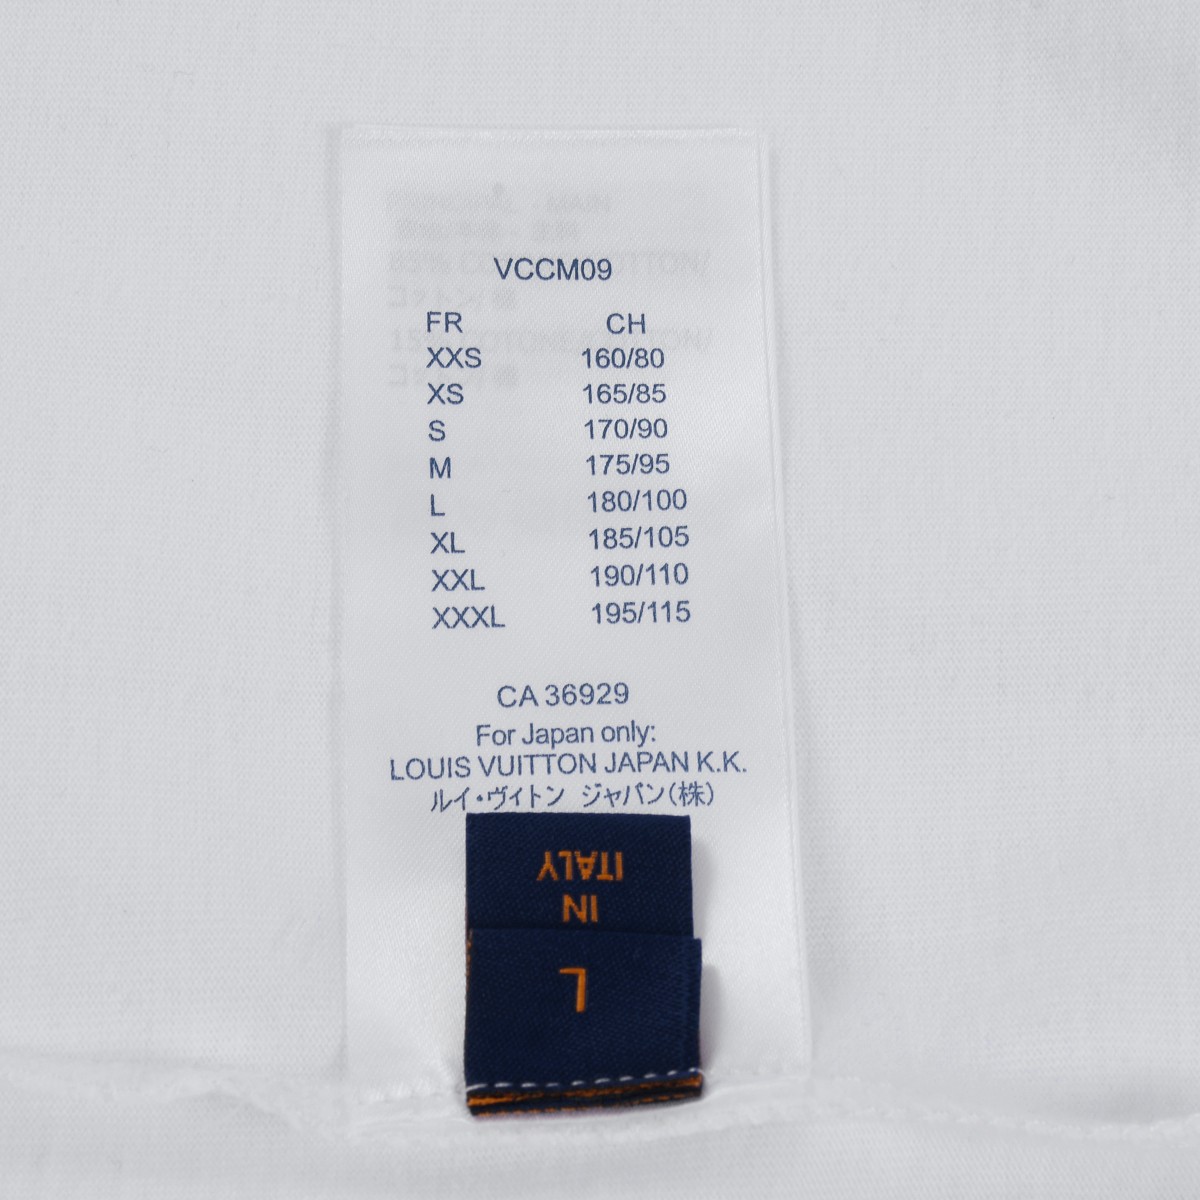 VCCM09
FR CH
XXS 160/80
XS 165/85
S 170/90
M 175/95
L 180/100
XL 185/105
XXL 190/110
XXXL 195/115
CA 36929
For Japan only:
LOUIS VUITTON JAPAN K.K.
ルイ・ヴィトン ジャパン(株)
IN
ITALY
L